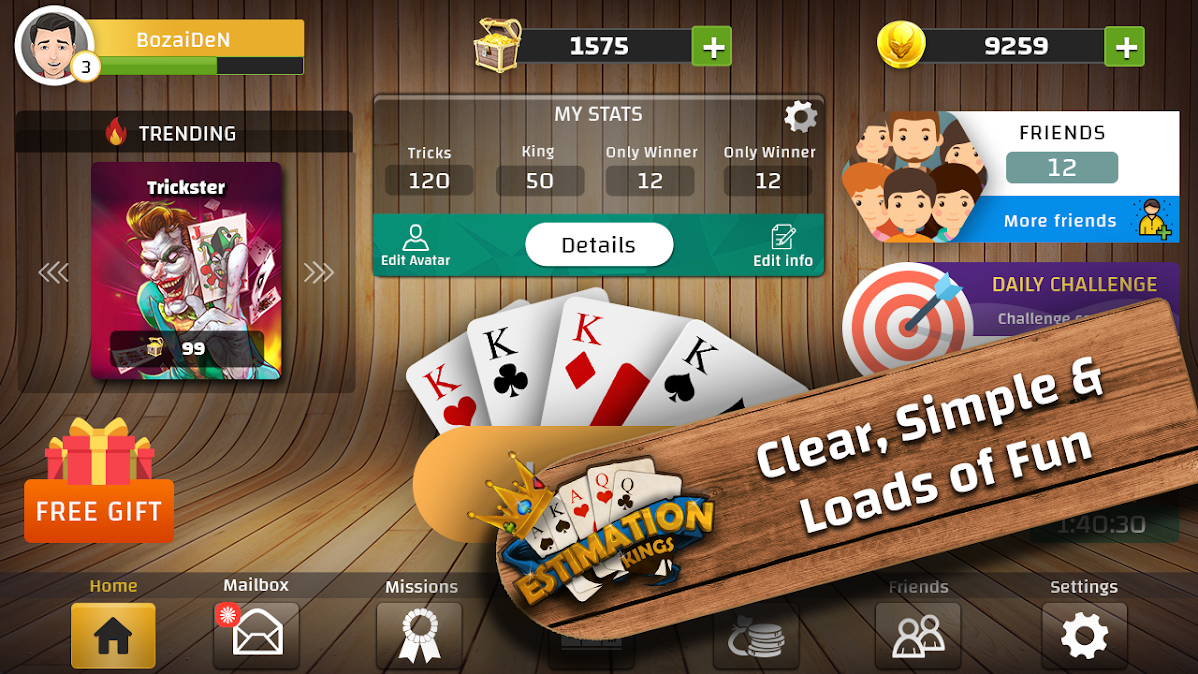 BozaiDeN
3
1575
+
9259
+
TRENDING
Trickster
99
MY STATS
Tricks
King
Only Winner
Only Winner
120
50
12
12
Edit Avatar
Details
Edit info
FRIENDS
12
More friends
DAILY CHALLENGE
Challenge
K
K
K
K
Clear, Simple &
Loads of Fun
A
K
A
Q
Q
ESTIMATION
KINGS
1:40:30
FREE GIFT
Home
Mailbox
Missions
Friends
Settings